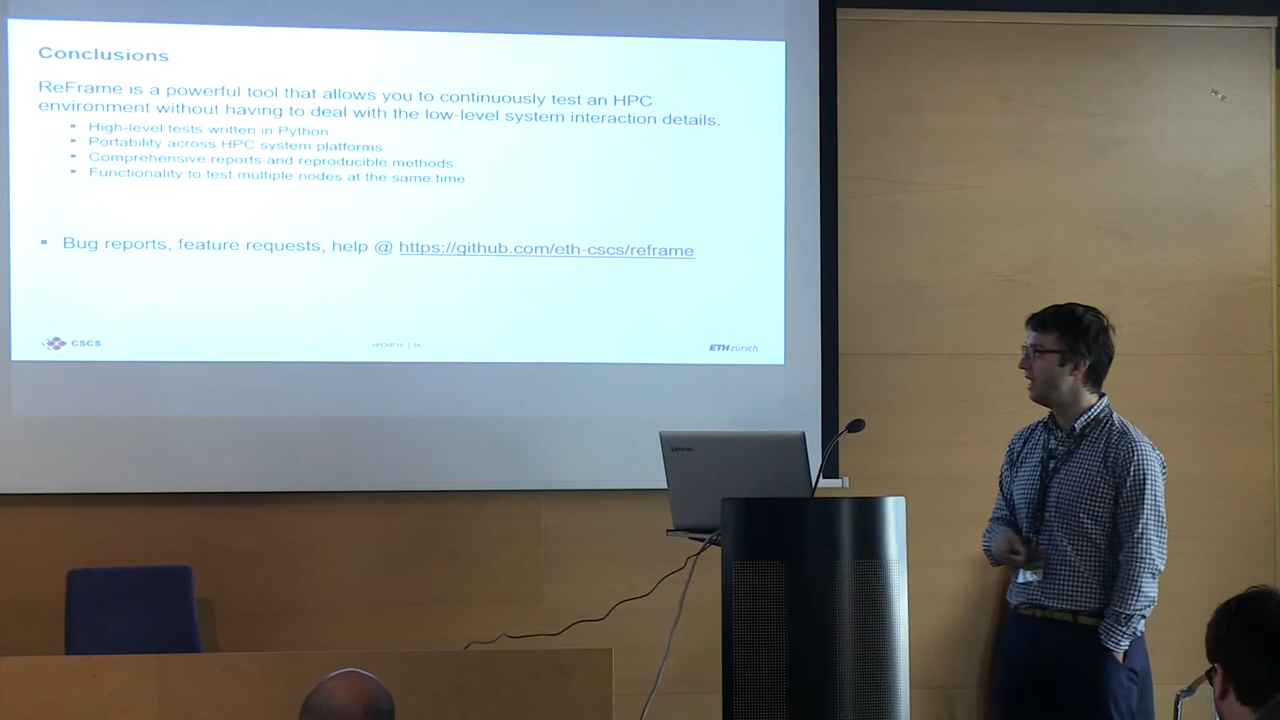 Conclusions
ReFrame is a powerful tool that allows you to continuously test an HPC
environment without having to deal with the low-level system interaction details.
▪ High-level tests written in Python
▪ Portability across HPC system platforms
▪ Comprehensive reports and reproducible methods
▪ Functionality to test multiple nodes at the same time
▪ Bug reports, feature requests, help @ https://github.com/eth-cscs/reframe
CSCS
| 34
ETH zürich
Lenovo